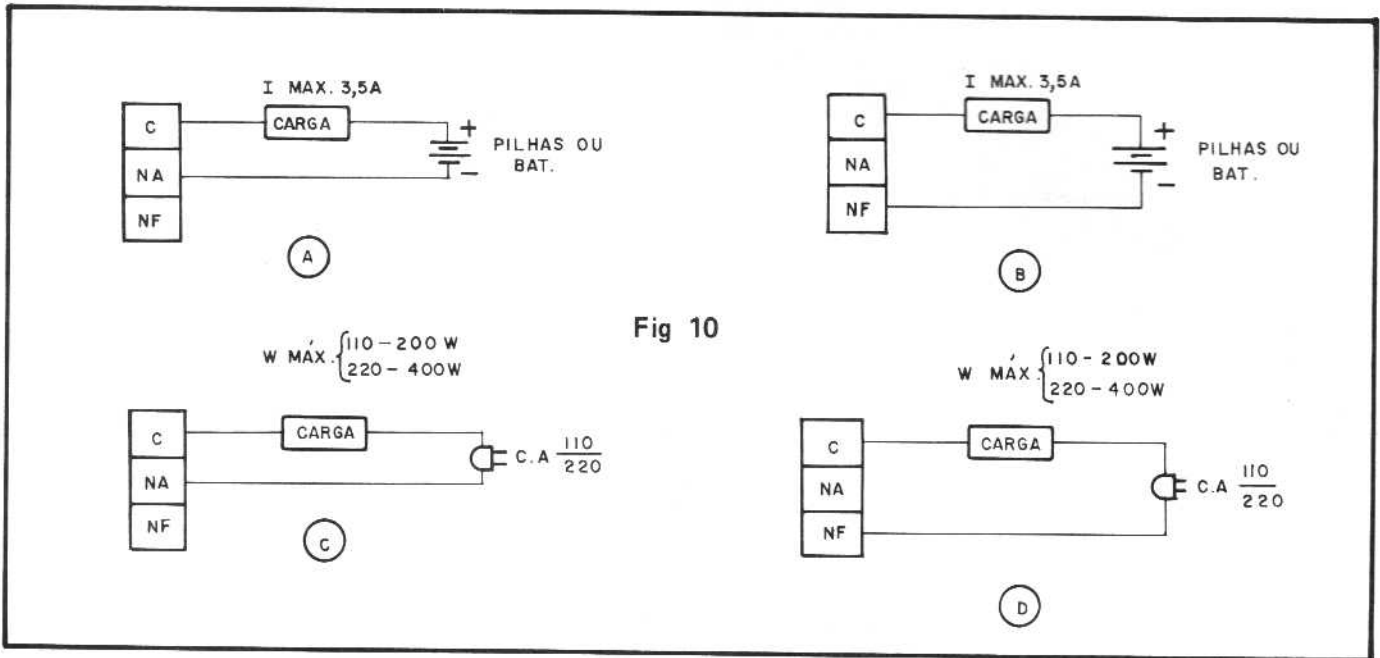 I MAX. 3,5A
C
CARGA
+
NA
PILHAS OU
BAT.
−
NF
A
I MAX. 3,5A
C
CARGA
+
NA
PILHAS OU
BAT.
−
NF
B
Fig 10
W MÁX. { 110 – 200 W
220 – 400W
C
CARGA
NA
C.A 110
220
NF
C
W MÁX. { 110 - 200W
220 - 400W
C
CARGA
NA
C.A 110
220
NF
D